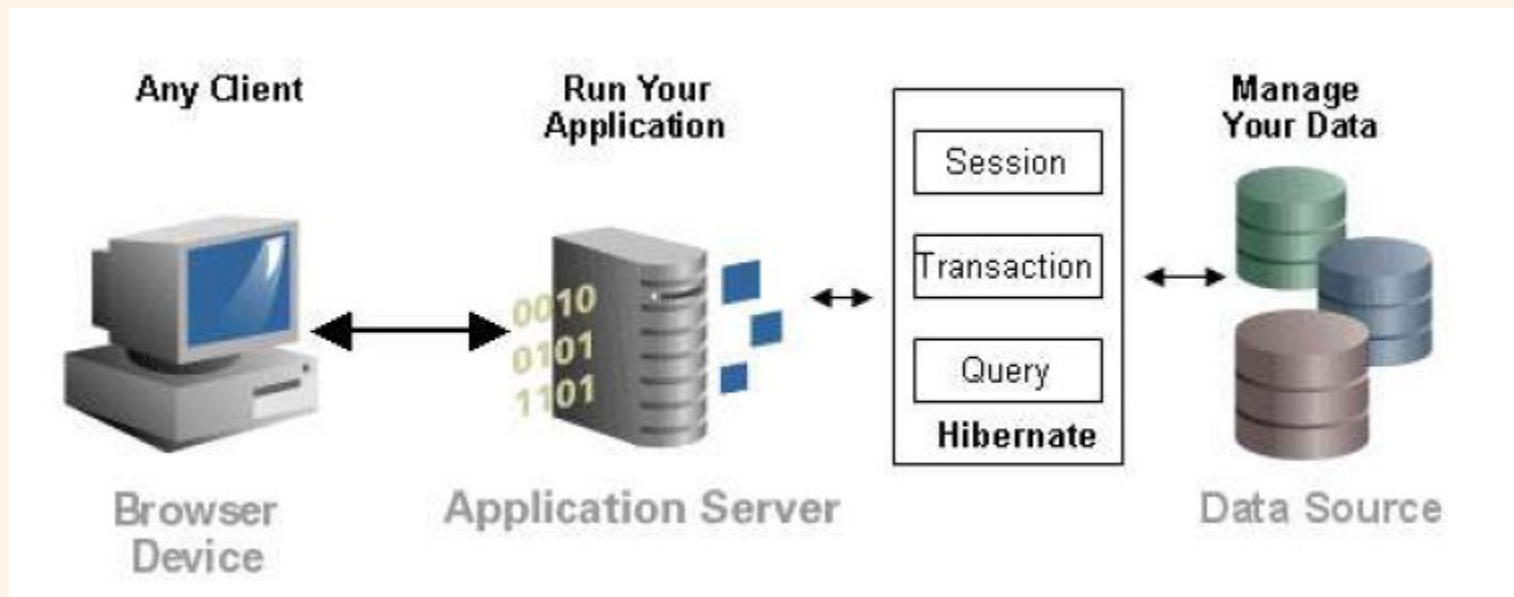 Any Client
Run Your
Application
Manage
Your Data
Session
Transaction
Query
Hibernate
0010
0101
1101
Browser
Device
Application Server
Data Source